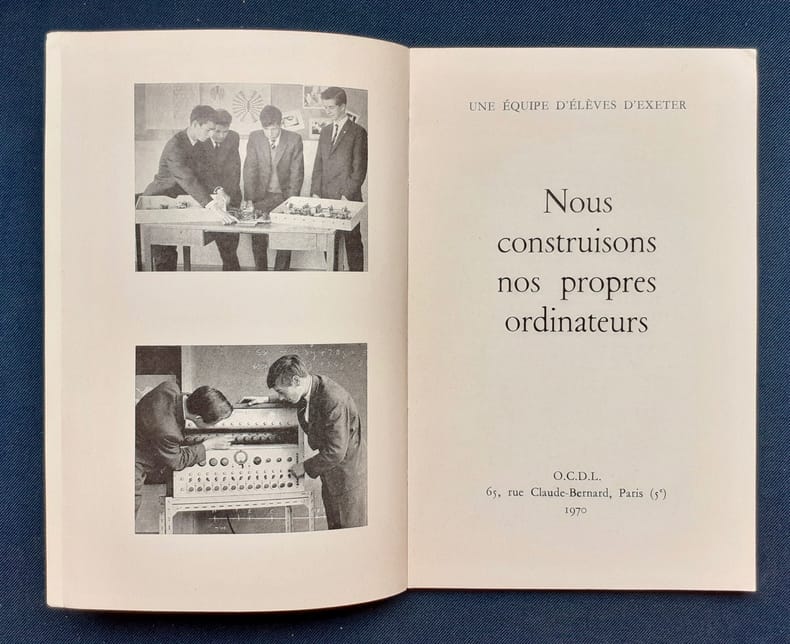 UNE ÉQUIPE D'ÉLÈVES D'EXETER
Nous
construisons
nos propres
ordinateurs
O.C.D.L.
65, rue Claude-Bernard, Paris (5e)
1970